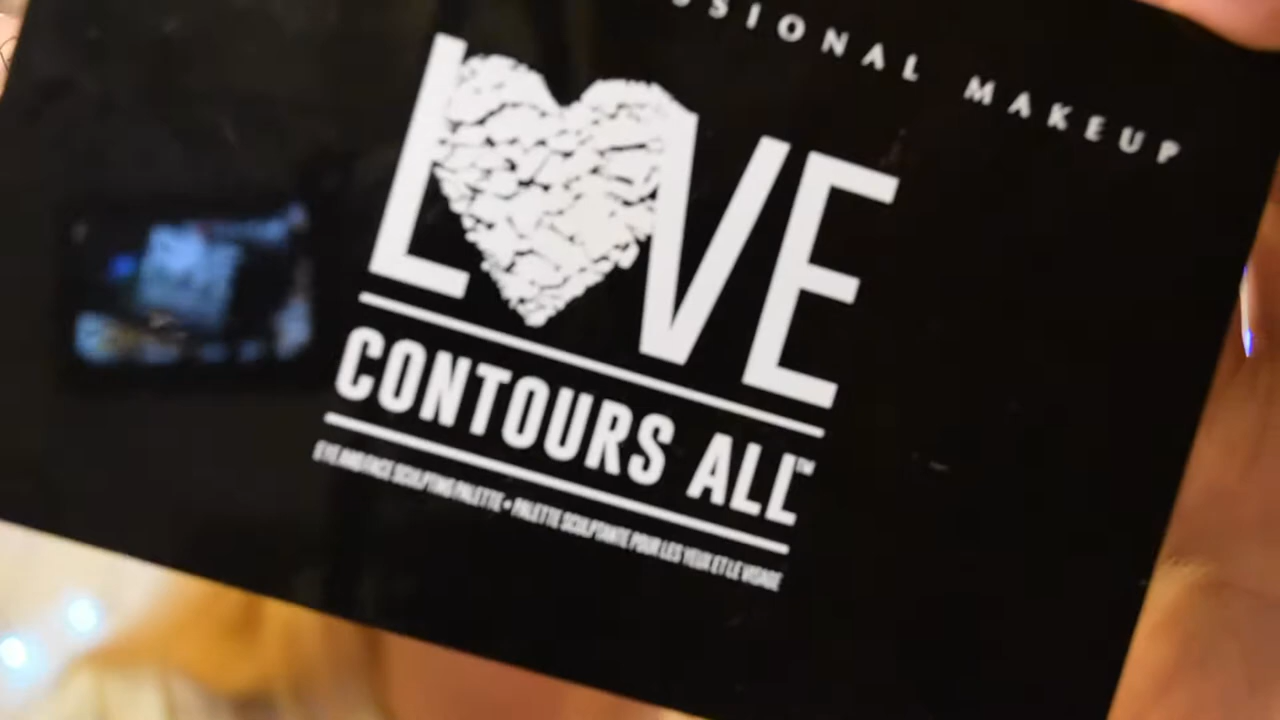 SSIONAL MAKEUP
LOVE
CONTOURS ALL™
EYE AND FACE SCULPTING PALETTE • PALETTE SCULPTANTE POUR LES YEUX ET LE VISAGE